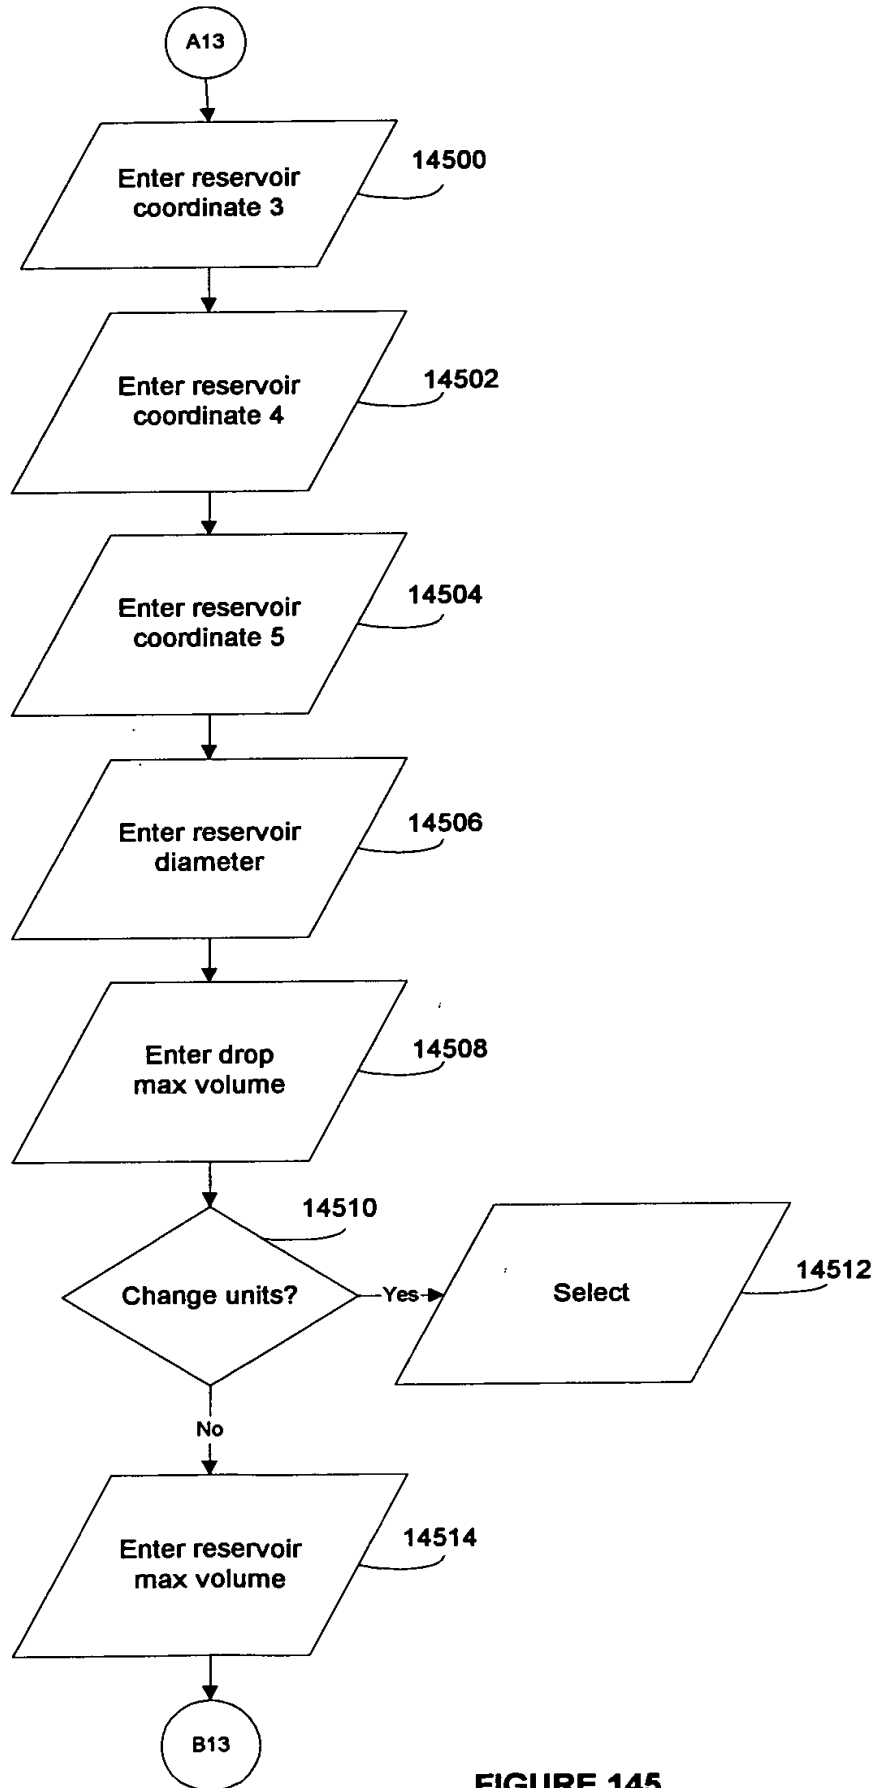 A13
Enter reservoir
coordinate 3
14500
Enter reservoir
coordinate 4
14502
Enter reservoir
coordinate 5
14504
Enter reservoir
diameter
14506
Enter drop
max volume
14508
Change units?
14510
Yes
Select
14512
No
Enter reservoir
max volume
14514
B13
FIGURE 145